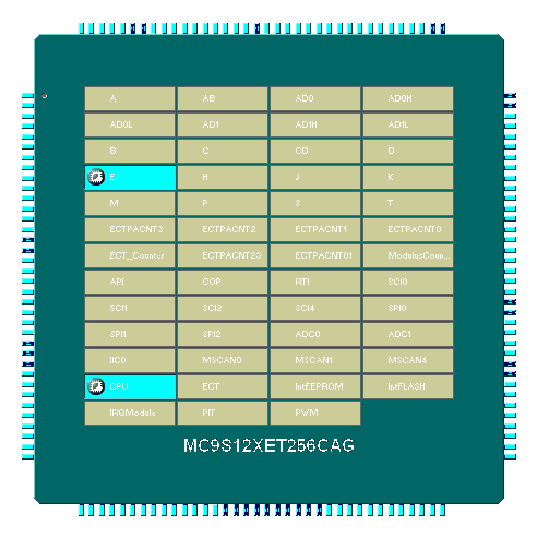 A AB AD0 AD0H
AD0L AD1 AD1H AD1L
B C CD D
E H J K
M P S T
ECTPACNT3 ECTPACNT2 ECTPACNT1 ECTPACNT0
ECT_Counter ECTPACNT23 ECTPACNT01 ModulusCoun...
API COP RTI SCI0
SCI1 SCI2 SCI4 SPI0
SPI1 SPI2 ADC0 ADC1
IIC0 MSCAN0 MSCAN1 MSCAN4
CPU ECT IntEEPROM IntFLASH
IRQModule PIT PWM
MC9S12XET256CAG